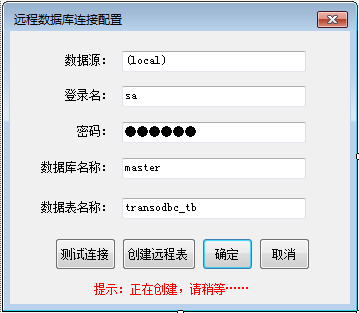 远程数据库连接配置
数据源： (local)
登录名： sa
密码： ●●●●●●
数据库名称： master
数据表名称： transodbc_tb
测试连接 创建远程表 确定 取消
提示：正在创建，请稍等……